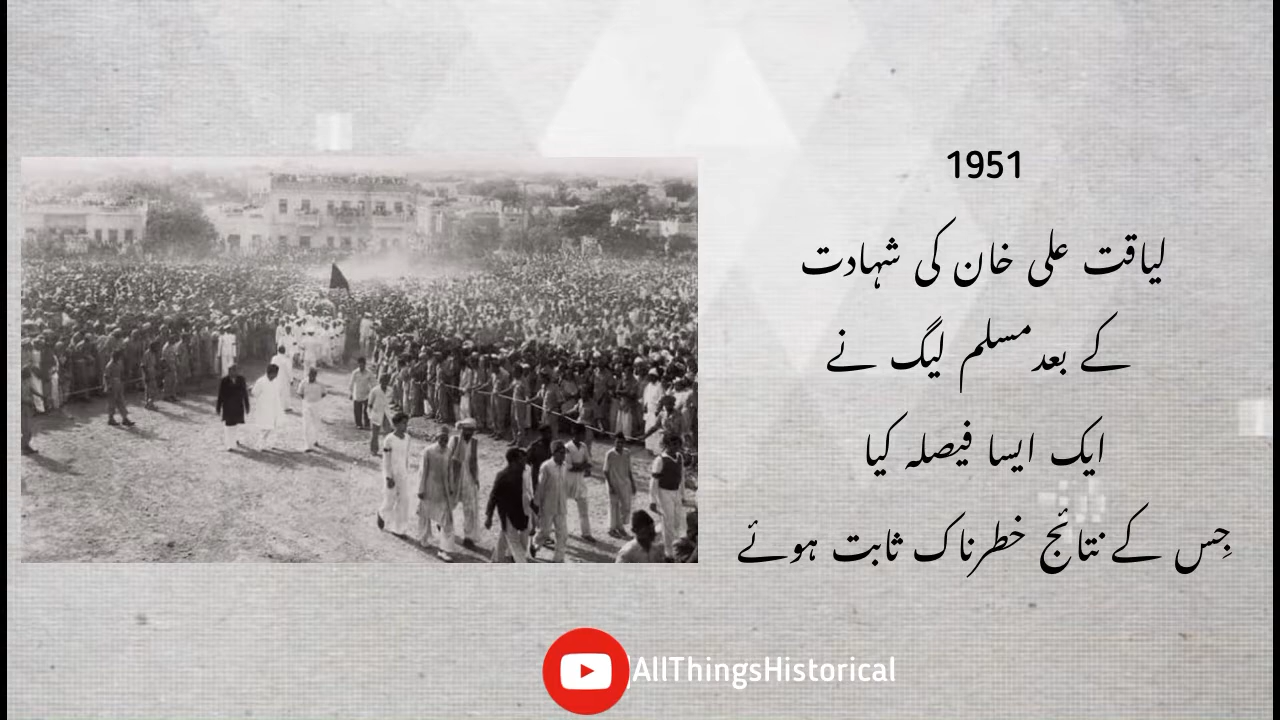 1951
لیاقت علی خان کی شہادت
کے بعد مسلم لیگ نے
ایک ایسا فیصلہ کیا
جِس کے نتائج خطرناک ثابت ہوئے
AllThingsHistorical